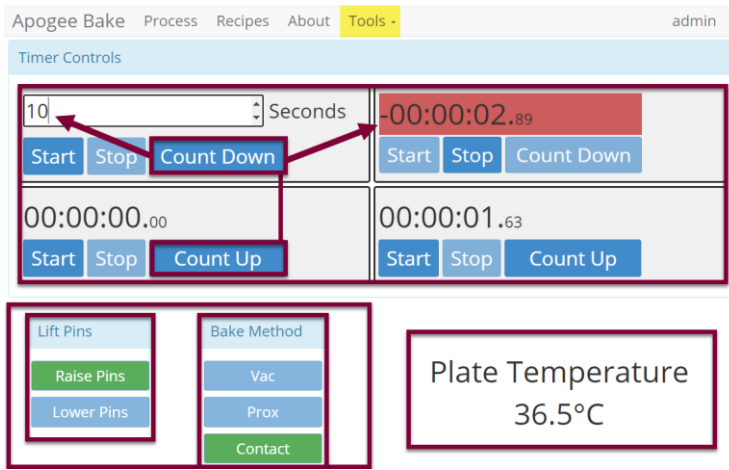 Apogee Bake Process Recipes About Tools admin
Timer Controls
10 Seconds
Start Stop Count Down
-00:00:02.89
Start Stop Count Down
00:00:00.00
Start Stop Count Up
00:00:01.63
Start Stop Count Up
Lift Pins
Raise Pins
Lower Pins
Bake Method
Vac
Prox
Contact
Plate Temperature
36.5°C